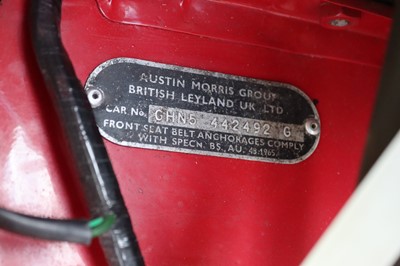 AUSTIN MORRIS GROUP
BRITISH LEYLAND UK LTD
CAR. No. GHN5 442492 G
FRONT SEAT BELT ANCHORAGES COMPLY
WITH SPECN. BS. AU. 48.1965